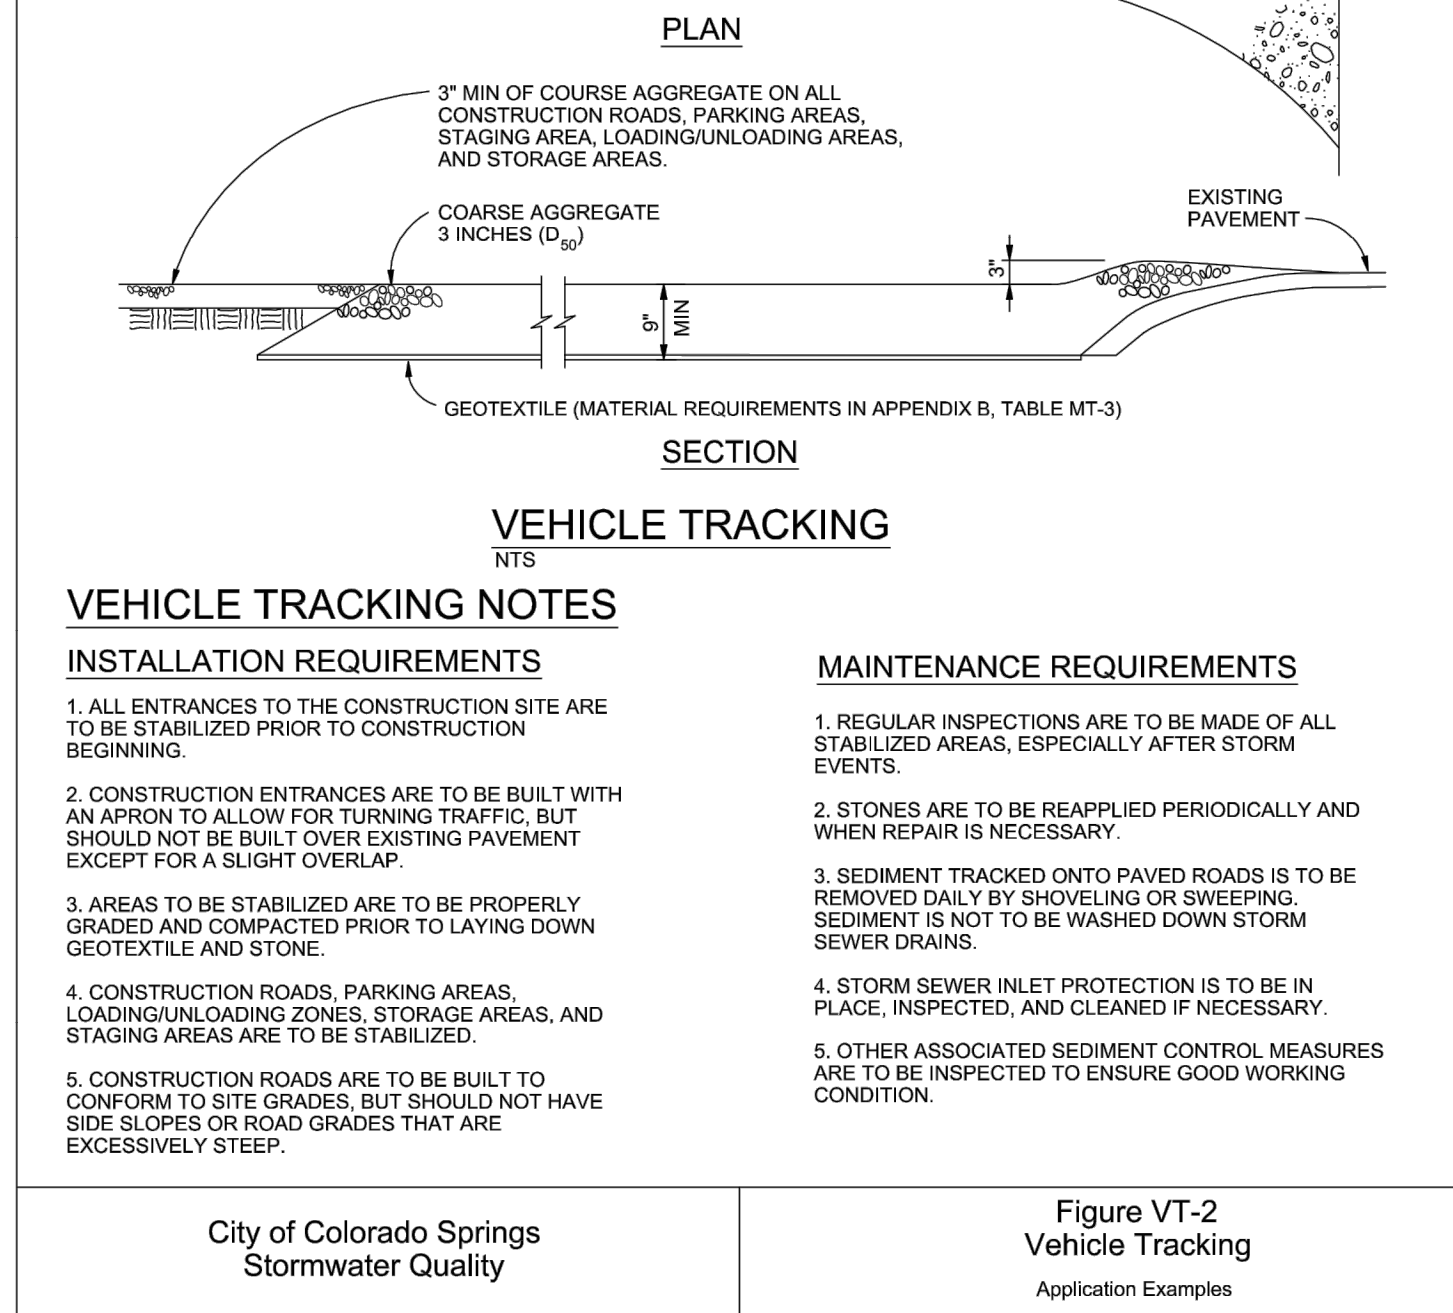 PLAN
3" MIN OF COURSE AGGREGATE ON ALL
CONSTRUCTION ROADS, PARKING AREAS,
STAGING AREA, LOADING/UNLOADING AREAS,
AND STORAGE AREAS.
COARSE AGGREGATE
3 INCHES (D50)
EXISTING
PAVEMENT
3"
9"
MIN
GEOTEXTILE (MATERIAL REQUIREMENTS IN APPENDIX B, TABLE MT-3)
SECTION
VEHICLE TRACKING
NTS
VEHICLE TRACKING NOTES
INSTALLATION REQUIREMENTS
1. ALL ENTRANCES TO THE CONSTRUCTION SITE ARE
TO BE STABILIZED PRIOR TO CONSTRUCTION
BEGINNING.
2. CONSTRUCTION ENTRANCES ARE TO BE BUILT WITH
AN APRON TO ALLOW FOR TURNING TRAFFIC, BUT
SHOULD NOT BE BUILT OVER EXISTING PAVEMENT
EXCEPT FOR A SLIGHT OVERLAP.
3. AREAS TO BE STABILIZED ARE TO BE PROPERLY
GRADED AND COMPACTED PRIOR TO LAYING DOWN
GEOTEXTILE AND STONE.
4. CONSTRUCTION ROADS, PARKING AREAS,
LOADING/UNLOADING ZONES, STORAGE AREAS, AND
STAGING AREAS ARE TO BE STABILIZED.
5. CONSTRUCTION ROADS ARE TO BE BUILT TO
CONFORM TO SITE GRADES, BUT SHOULD NOT HAVE
SIDE SLOPES OR ROAD GRADES THAT ARE
EXCESSIVELY STEEP.
MAINTENANCE REQUIREMENTS
1. REGULAR INSPECTIONS ARE TO BE MADE OF ALL
STABILIZED AREAS, ESPECIALLY AFTER STORM
EVENTS.
2. STONES ARE TO BE REAPPLIED PERIODICALLY AND
WHEN REPAIR IS NECESSARY.
3. SEDIMENT TRACKED ONTO PAVED ROADS IS TO BE
REMOVED DAILY BY SHOVELING OR SWEEPING.
SEDIMENT IS NOT TO BE WASHED DOWN STORM
SEWER DRAINS.
4. STORM SEWER INLET PROTECTION IS TO BE IN
PLACE, INSPECTED, AND CLEANED IF NECESSARY.
5. OTHER ASSOCIATED SEDIMENT CONTROL MEASURES
ARE TO BE INSPECTED TO ENSURE GOOD WORKING
CONDITION.
City of Colorado Springs
Stormwater Quality
Figure VT-2
Vehicle Tracking
Application Examples